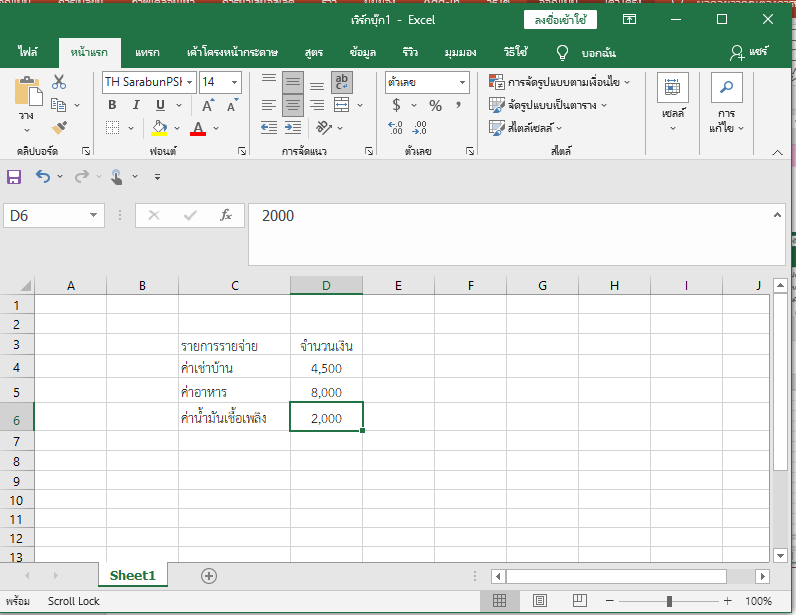 เวิร์กบุ๊ก1 - Excel
ลงชื่อเข้าใช้
ไฟล์ หน้าแรก แทรก เค้าโครงหน้ากระดาษ สูตร ข้อมูล รีวิว มุมมอง วิธีใช้ บอกฉัน แชร์
วาง
TH SarabunPSK 14
B I U
A A
ab
c
ตัวเลข
$ % ,
การจัดรูปแบบตามเงื่อนไข
จัดรูปแบบเป็นตาราง
สไตล์เซลล์
เซลล์
การ
แก้ไข
คลิปบอร์ด ฟอนต์ การจัดแนว ตัวเลข สไตล์
D6 fx 2000
A B C D E F G H I J
1
2
3 รายการรายจ่าย จำนวนเงิน
4 ค่าเช่าบ้าน 4,500
5 ค่าอาหาร 8,000
6 ค่าน้ำมันเชื้อเพลิง 2,000
7
8
9
10
11
12
13
Sheet1
พร้อม Scroll Lock 100%